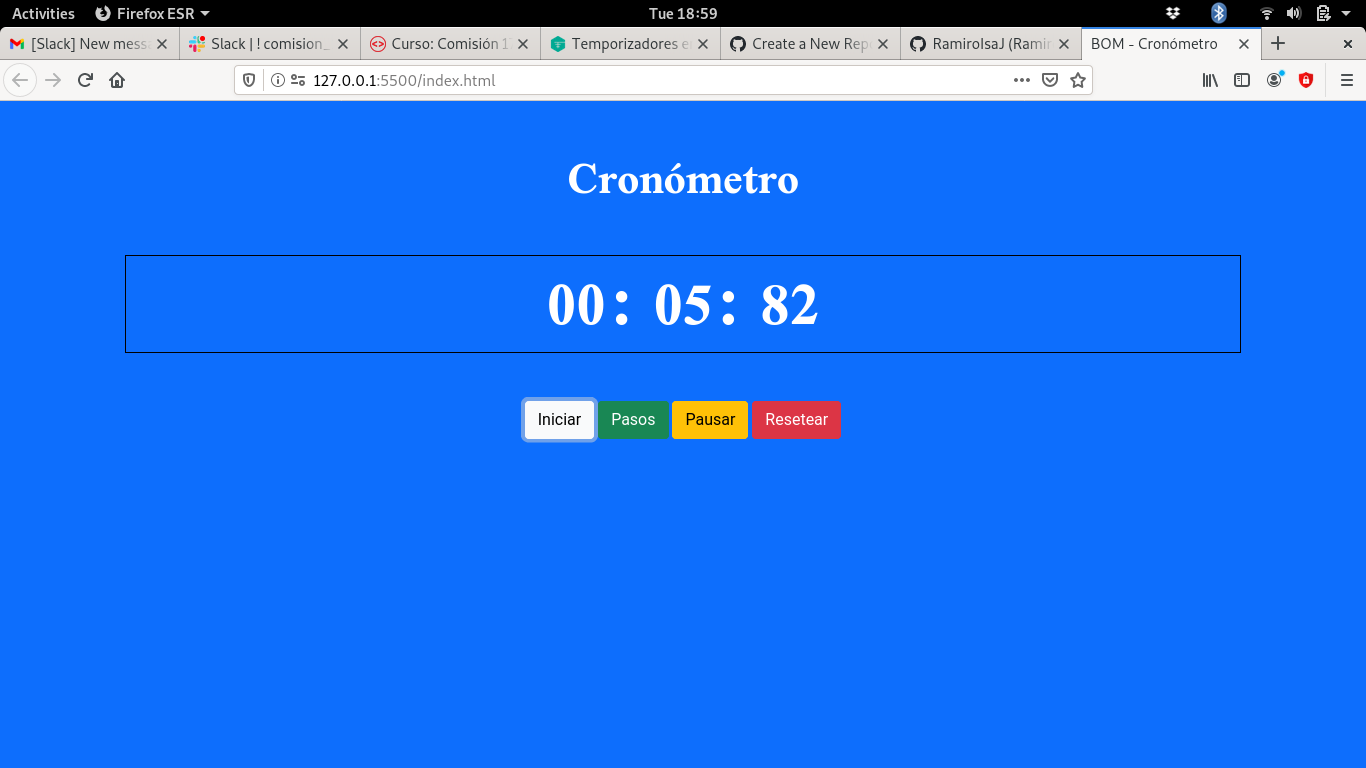 Activities Firefox ESR Tue 18:59
[Slack] New mess Slack | ! comision_ Curso: Comisión 1 Temporizadores e Create a New Rep RamiroIsaJ (Rami BOM - Cronómetro
127.0.0.1:5500/index.html
Cronómetro
00: 05: 82
Iniciar Pasos Pausar Resetear